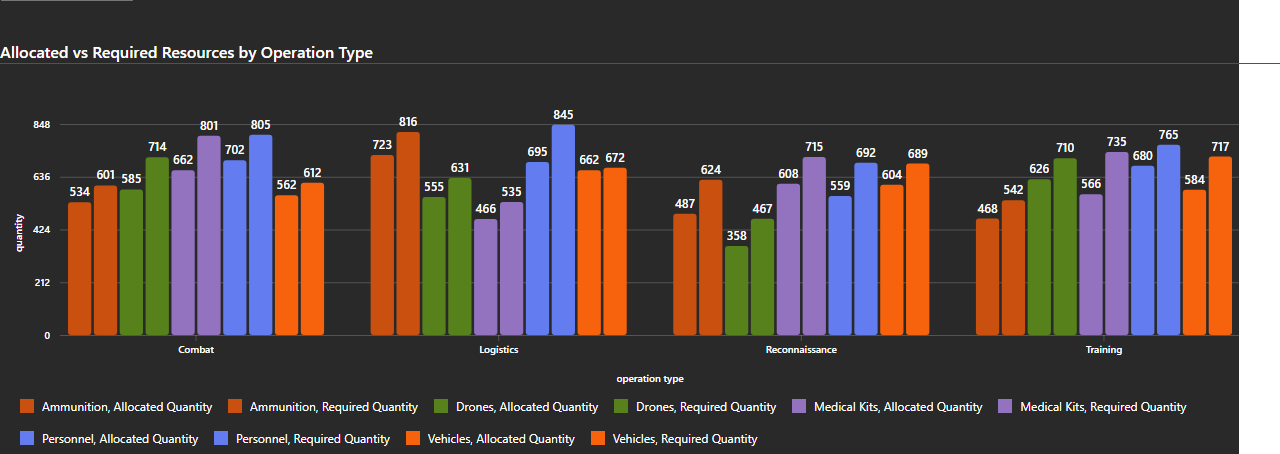 Allocated vs Required Resources by Operation Type
848
636
424
212
0
quantity
534 601 585 714 662 801 702 805 562 612
723 816 555 631 466 535 695 845 662 672
487 624 358 467 608 715 559 692 604 689
468 542 626 710 566 735 680 765 584 717
Combat Logistics Reconnaissance Training
operation type
Ammunition, Allocated Quantity Ammunition, Required Quantity Drones, Allocated Quantity Drones, Required Quantity Medical Kits, Allocated Quantity Medical Kits, Required Quantity
Personnel, Allocated Quantity Personnel, Required Quantity Vehicles, Allocated Quantity Vehicles, Required Quantity